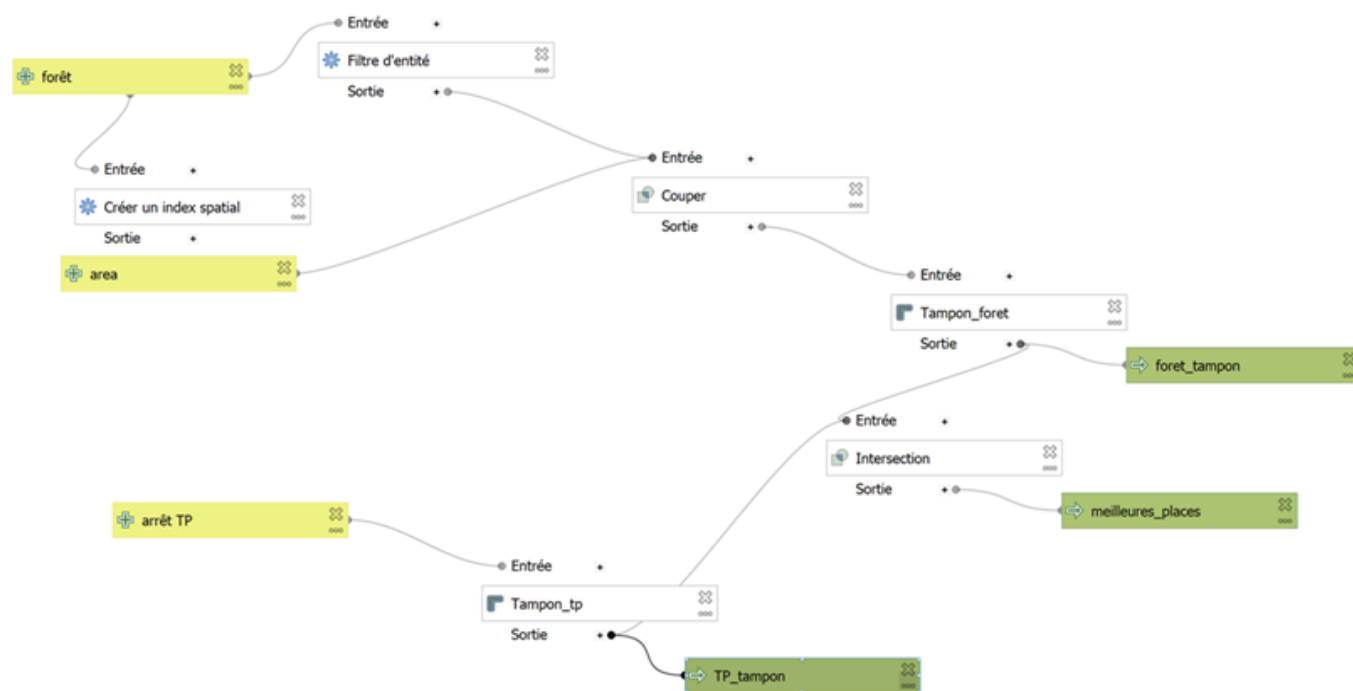 Entrée
Filtre d'entité
forêt
Sortie
Entrée
Entrée
Couper
Créer un index spatial
Sortie
Sortie
area
Entrée
Tampon_foret
Sortie
foret_tampon
Entrée
Intersection
Sortie
meilleures_places
arrêt TP
Entrée
Tampon_tp
Sortie
TP_tampon